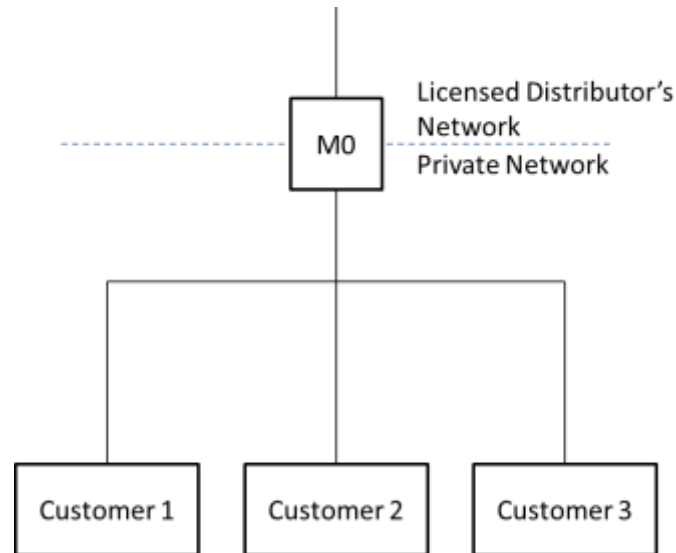 Licensed Distributor's
Network
M0
Private Network
Customer 1
Customer 2
Customer 3